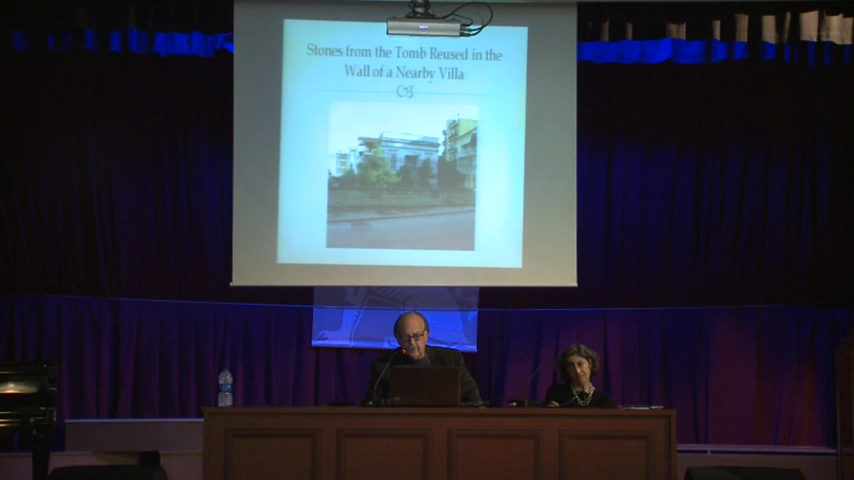 Stones from the Tomb Reused in the
Wall of a Nearby Villa